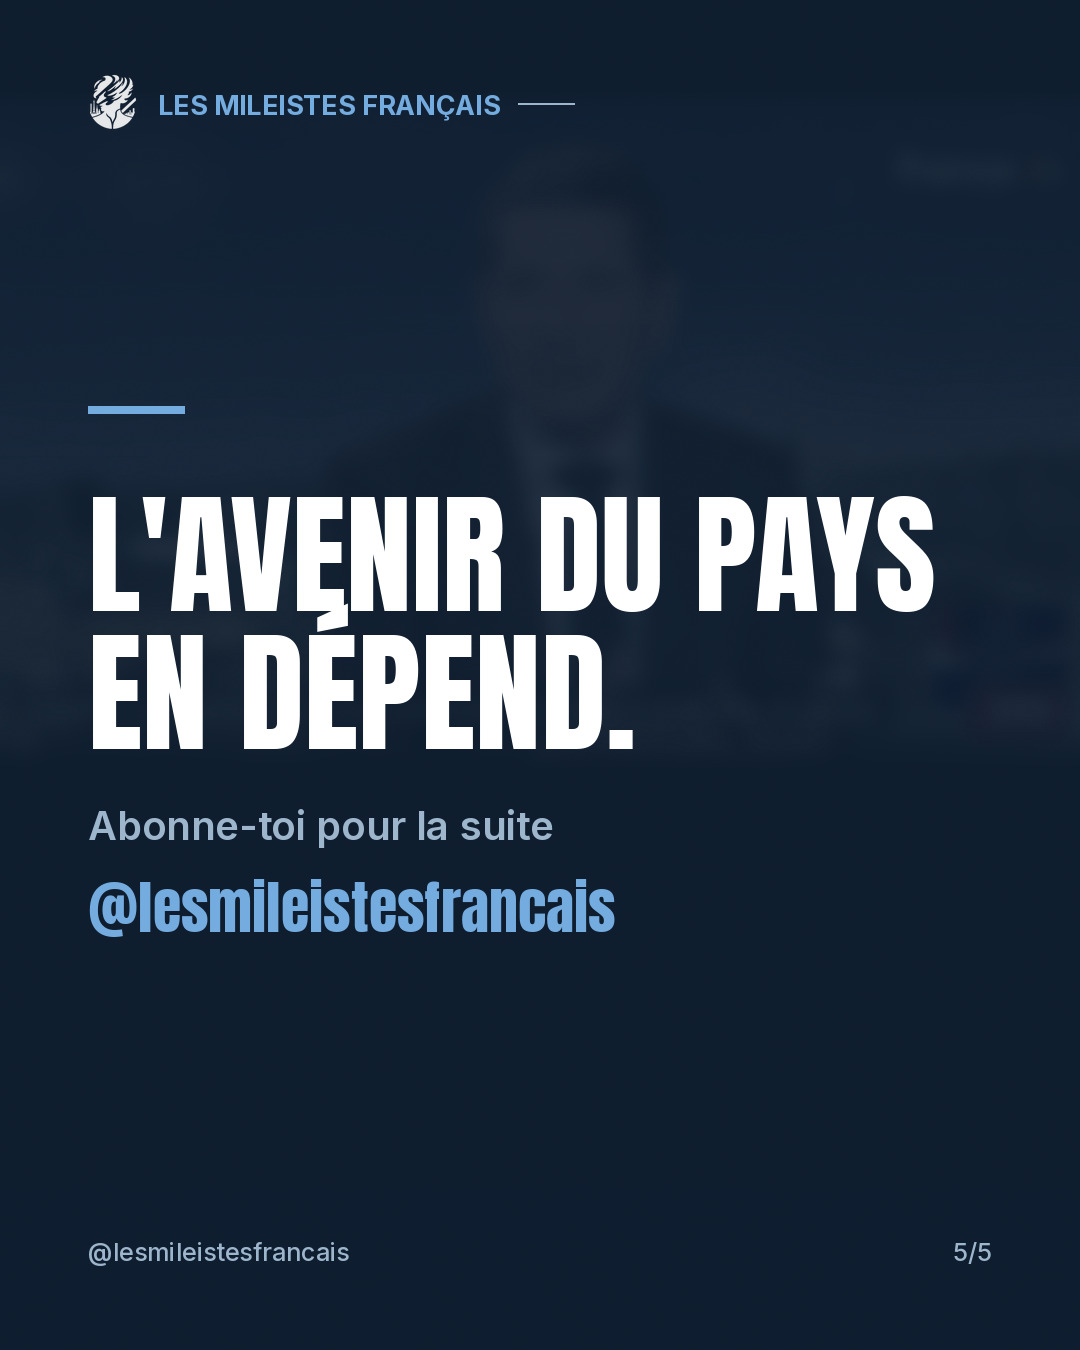 LES MILEISTES FRANÇAIS
L'AVENIR DU PAYS
EN DÉPEND.
Abonne-toi pour la suite
@lesmileistesfrancais
@lesmileistesfrancais
5/5